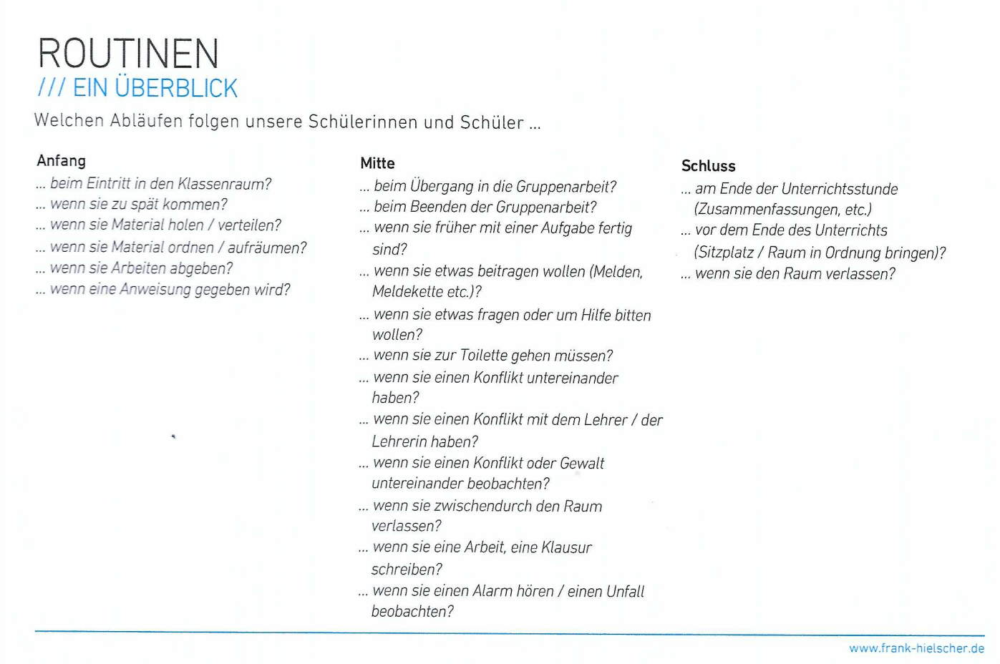 ROUTINEN
/// EIN ÜBERBLICK
Welchen Abläufen folgen unsere Schülerinnen und Schüler ...
Anfang
... beim Eintritt in den Klassenraum?
... wenn sie zu spät kommen?
... wenn sie Material holen / verteilen?
... wenn sie Material ordnen / aufräumen?
... wenn sie Arbeiten abgeben?
... wenn eine Anweisung gegeben wird?
Mitte
... beim Übergang in die Gruppenarbeit?
... beim Beenden der Gruppenarbeit?
... wenn sie früher mit einer Aufgabe fertig
sind?
... wenn sie etwas beitragen wollen (Melden,
Meldekette etc.)?
... wenn sie etwas fragen oder um Hilfe bitten
wollen?
... wenn sie zur Toilette gehen müssen?
... wenn sie einen Konflikt untereinander
haben?
... wenn sie einen Konflikt mit dem Lehrer / der
Lehrerin haben?
... wenn sie einen Konflikt oder Gewalt
untereinander beobachten?
... wenn sie zwischendurch den Raum
verlassen?
... wenn sie eine Arbeit, eine Klausur
schreiben?
... wenn sie einen Alarm hören / einen Unfall
beobachten?
Schluss
... am Ende der Unterrichtsstunde
(Zusammenfassungen, etc.)
... vor dem Ende des Unterrichts
(Sitzplatz / Raum in Ordnung bringen)?
... wenn sie den Raum verlassen?
www.frank-hielscher.de